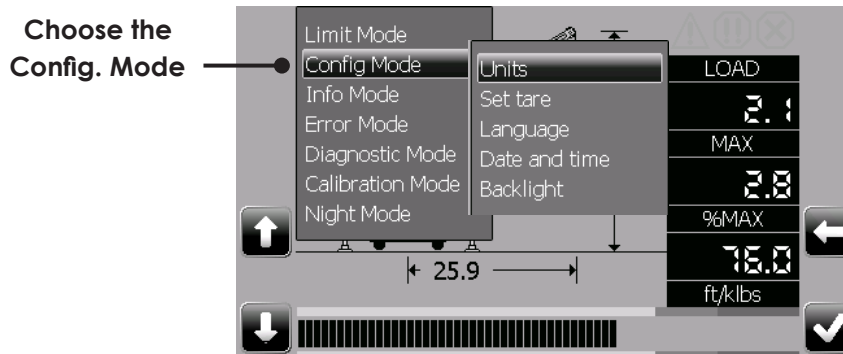 Choose the
Config. Mode
Limit Mode
Config Mode
Info Mode
Error Mode
Diagnostic Mode
Calibration Mode
Night Mode
Units
Set tare
Language
Date and time
Backlight
LOAD
2.1
MAX
2.8
%MAX
76.0
ft/klbs
25.9